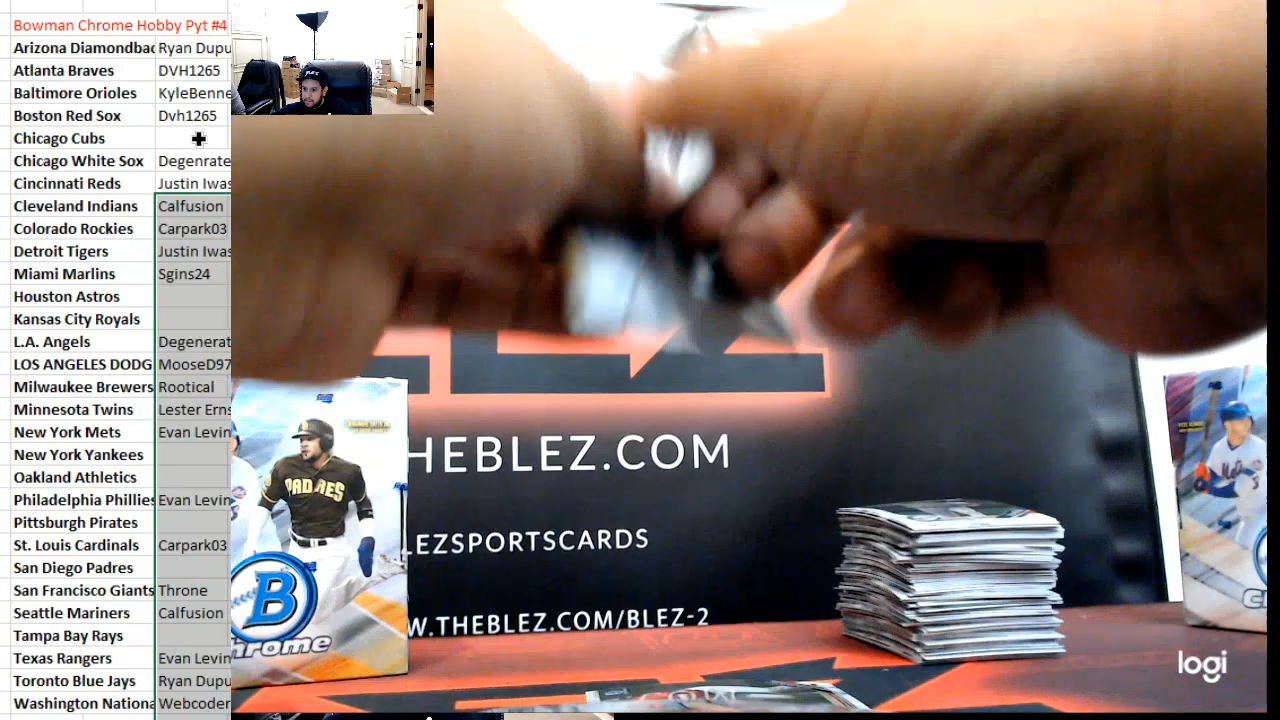 Bowman Chrome Hobby Pyt #4
Arizona Diamondbac Ryan Dupu
Atlanta Braves DVH1265
Baltimore Orioles KyleBenne
Boston Red Sox Dvh1265
Chicago Cubs
Chicago White Sox Degenrate
Cincinnati Reds Justin Iwas
Cleveland Indians Calfusion
Colorado Rockies Carpark03
Detroit Tigers Justin Iwas
Miami Marlins Sgins24
Houston Astros
Kansas City Royals
L.A. Angels Degenerat
LOS ANGELES DODG MooseD97
Milwaukee Brewers Rootical
Minnesota Twins Lester Erns
New York Mets Evan Levin
New York Yankees
Oakland Athletics
Philadelphia Phillies Evan Levin
Pittsburgh Pirates
St. Louis Cardinals Carpark03
San Diego Padres
San Francisco Giants Throne
Seattle Mariners Calfusion
Tampa Bay Rays
Texas Rangers Evan Levin
Toronto Blue Jays Ryan Dupu
Washington Nationa Webcoder
HEBLEZ.COM
LEZSPORTSCARDS
W.THEBLEZ.COM/BLEZ-2
PADRES
B
hrome
logi